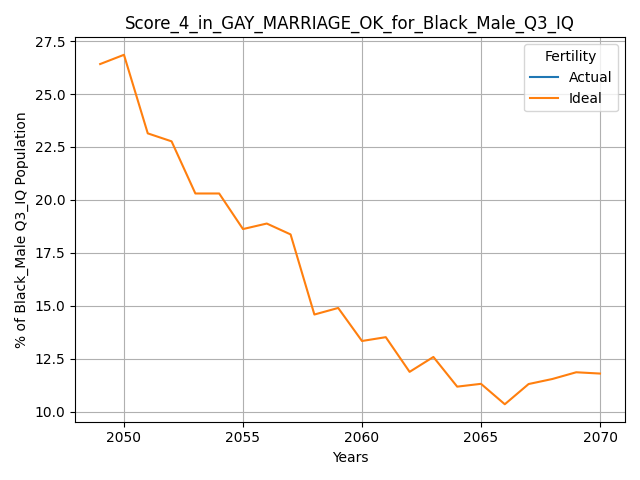 Score_4_in_GAY_MARRIAGE_OK_for_Black_Male_Q3_IQ
Fertility
Actual
Ideal
% of Black_Male Q3_IQ Population
27.5
25.0
22.5
20.0
17.5
15.0
12.5
10.0
2050
2055
2060
2065
2070
Years